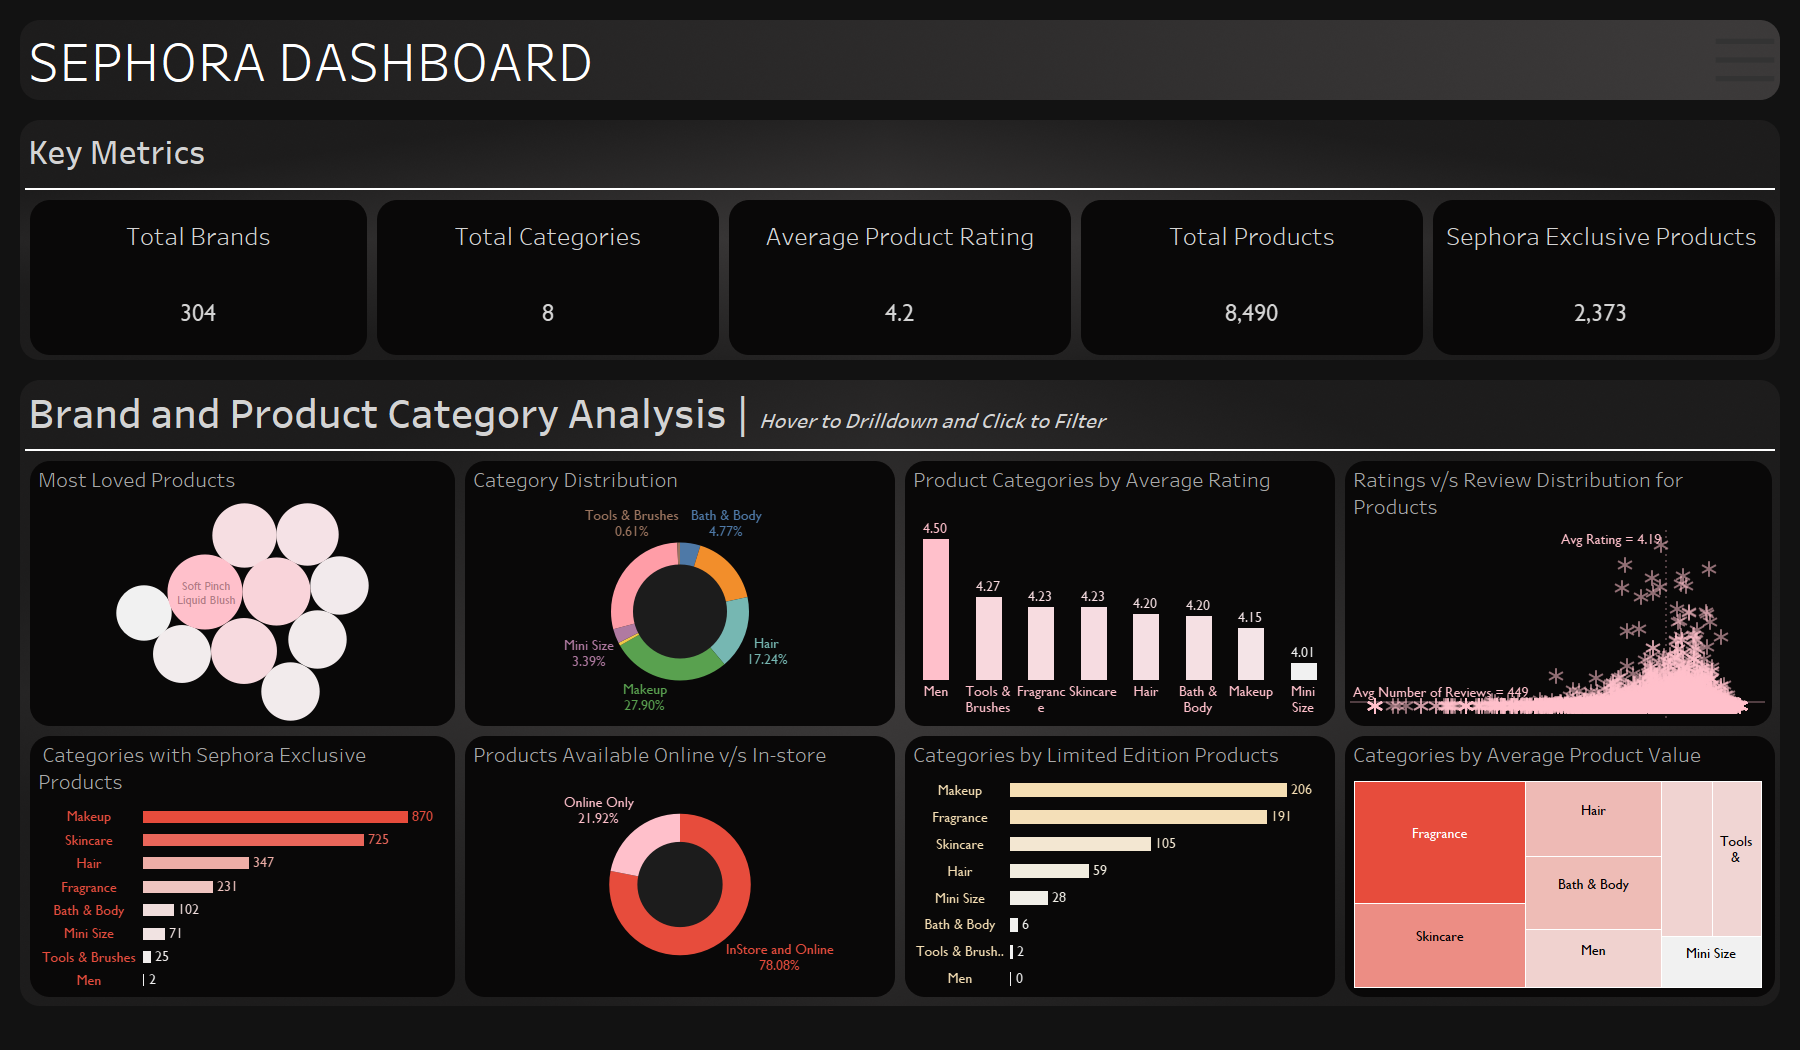 SEPHORA DASHBOARD
Key Metrics
Total Brands
304
Total Categories
8
Average Product Rating
4.2
Total Products
8,490
Sephora Exclusive Products
2,373
Brand and Product Category Analysis | Hover to Drilldown and Click to Filter
Most Loved Products
Soft Pinch
Liquid Blush
Category Distribution
Tools & Brushes
0.61%
Bath & Body
4.77%
Hair
17.24%
Mini Size
3.39%
Makeup
27.90%
Product Categories by Average Rating
4.50
4.27
4.23
4.23
4.20
4.20
4.15
4.01
Men
Tools &
Brushes
Fragranc
e
Skincare
Hair
Bath &
Body
Makeup
Mini
Size
Ratings v/s Review Distribution for
Products
Avg Rating = 4.19
Avg Number of Reviews = 449
Categories with Sephora Exclusive
Products
Makeup 870
Skincare 725
Hair 347
Fragrance 231
Bath & Body 102
Mini Size 71
Tools & Brushes 25
Men 2
Products Available Online v/s In-store
Online Only
21.92%
InStore and Online
78.08%
Categories by Limited Edition Products
Makeup 206
Fragrance 191
Skincare 105
Hair 59
Mini Size 28
Bath & Body 6
Tools & Brush.. 2
Men 0
Categories by Average Product Value
Fragrance
Skincare
Hair
Bath & Body
Men
Tools
&
Mini Size